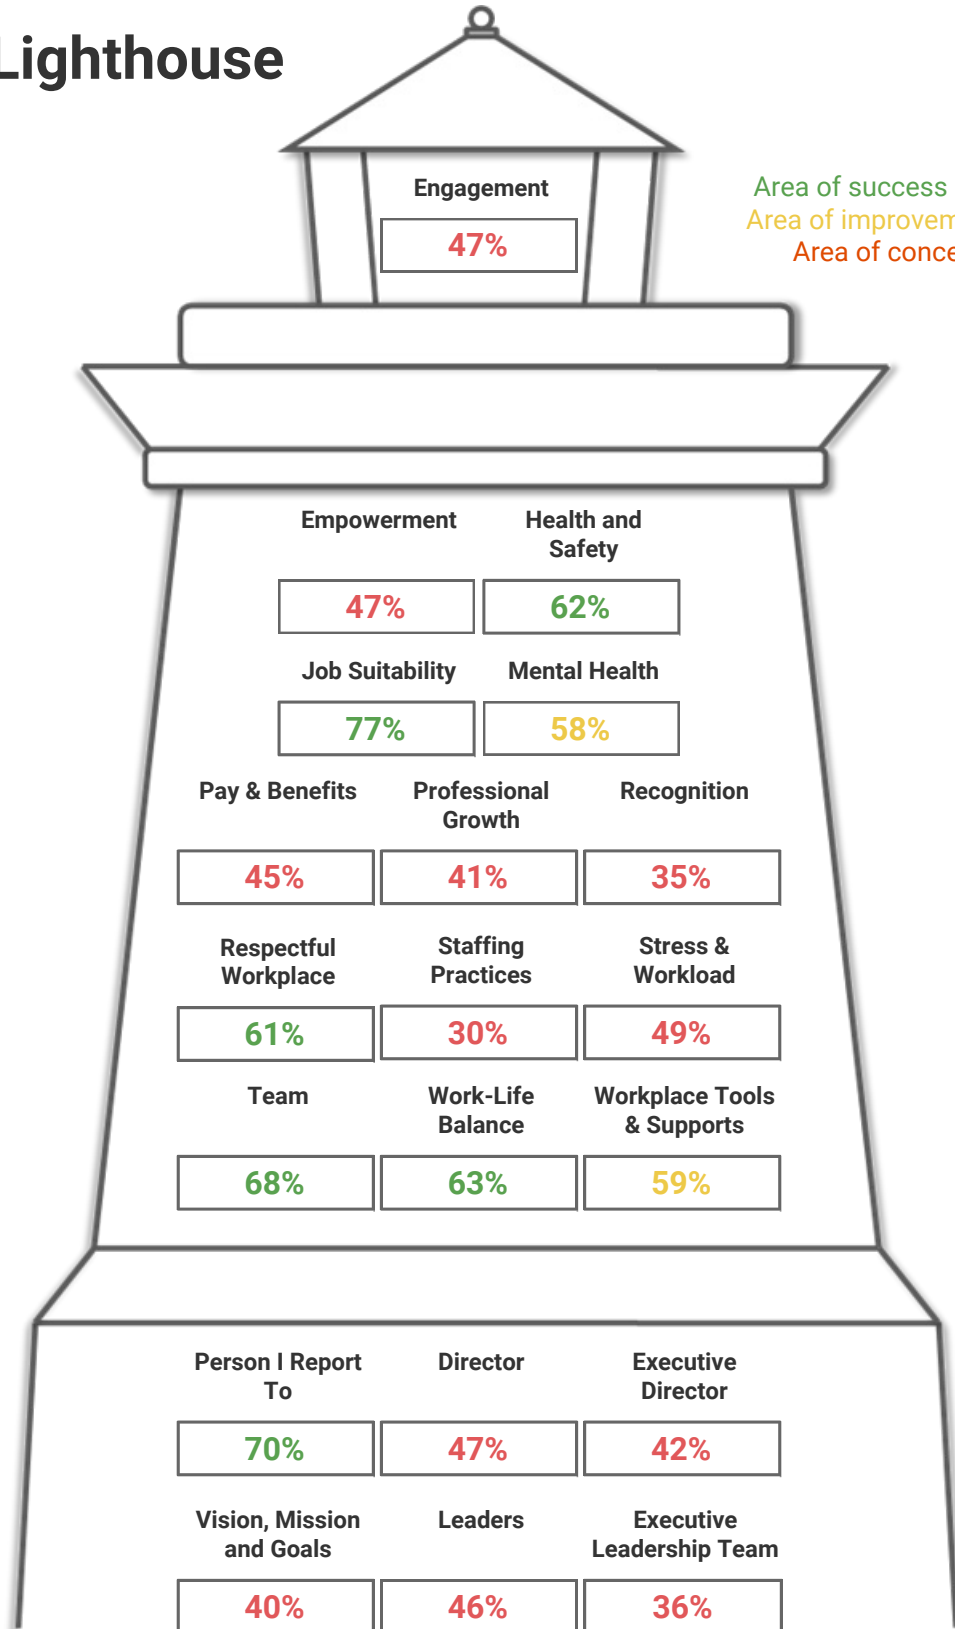 Lighthouse
Engagement
47%
Area of success
Area of improvem
Area of conce
Empowerment
Health and
Safety
47%
62%
Job Suitability
Mental Health
77%
58%
Pay & Benefits
Professional
Growth
Recognition
45%
41%
35%
Respectful
Workplace
Staffing
Practices
Stress &
Workload
61%
30%
49%
Team
Work-Life
Balance
Workplace Tools
& Supports
68%
63%
59%
Person I Report
To
Director
Executive
Director
70%
47%
42%
Vision, Mission
and Goals
Leaders
Executive
Leadership Team
40%
46%
36%